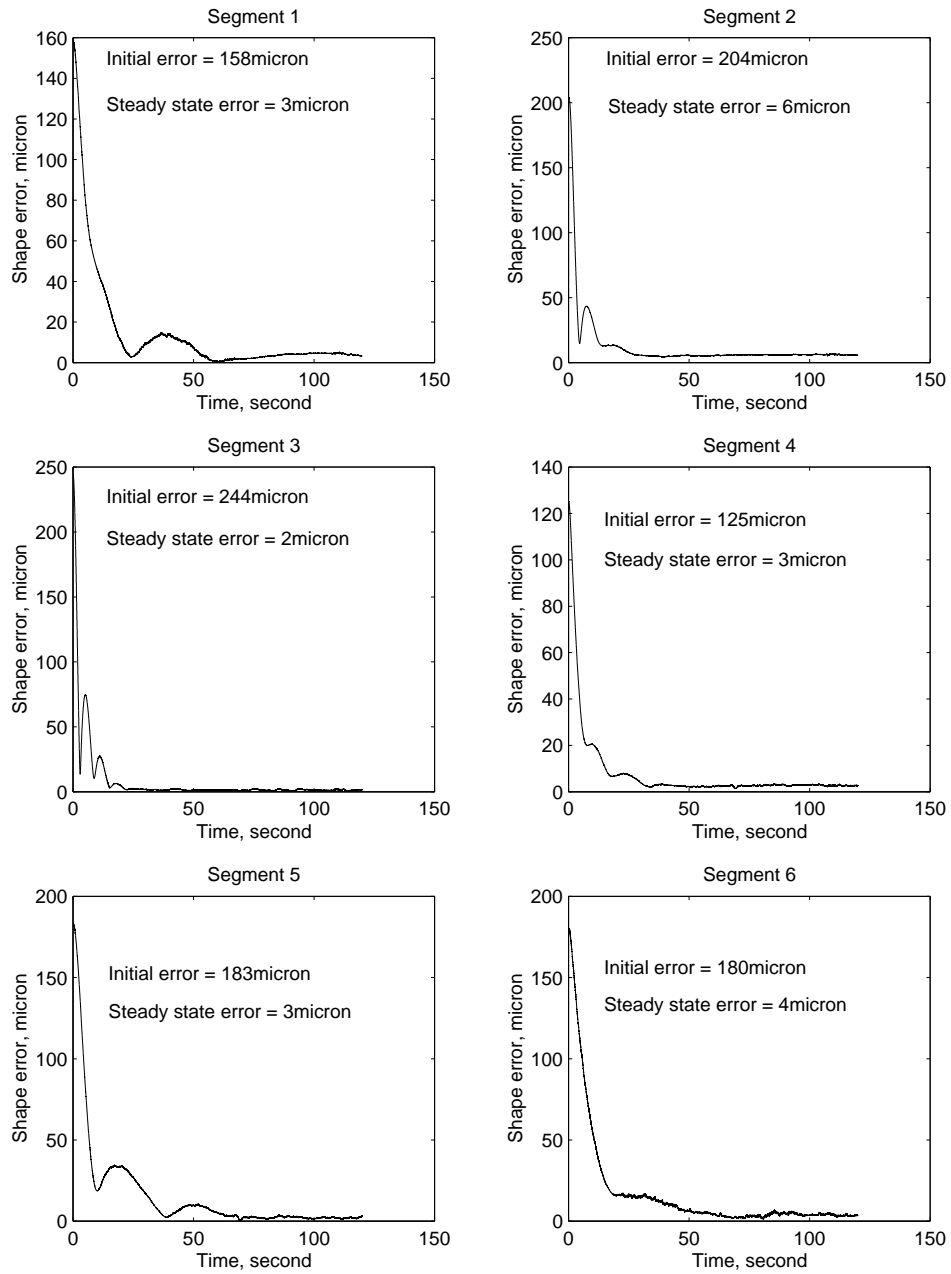 Segment 1
Initial error = 158micron
Steady state error = 3micron
Shape error, micron
160
140
120
100
80
60
40
20
0
0 50 100 150
Time, second
Segment 2
Initial error = 204micron
Steady state error = 6micron
Shape error, micron
250
200
150
100
50
0
0 50 100 150
Time, second
Segment 3
Initial error = 244micron
Steady state error = 2micron
Shape error, micron
250
200
150
100
50
0
0 50 100 150
Time, second
Segment 4
Initial error = 125micron
Steady state error = 3micron
Shape error, micron
140
120
100
80
60
40
20
0
0 50 100 150
Time, second
Segment 5
Initial error = 183micron
Steady state error = 3micron
Shape error, micron
200
150
100
50
0
0 50 100 150
Time, second
Segment 6
Initial error = 180micron
Steady state error = 4micron
Shape error, micron
200
150
100
50
0
0 50 100 150
Time, second